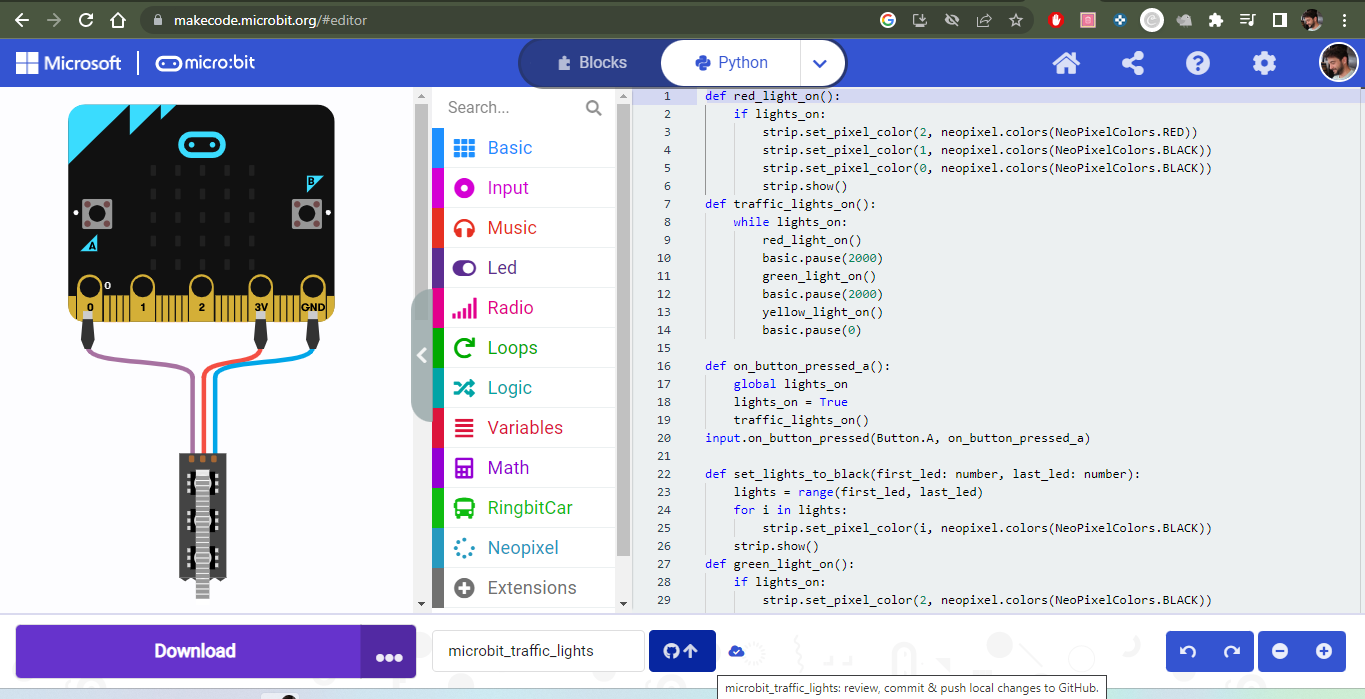 makecode.microbit.org/#editor
Microsoft
micro:bit
Blocks
Python
B
A
0
0
1
2
3V
GND
Search...
Basic
Input
Music
Led
Radio
Loops
Logic
Variables
Math
RingbitCar
Neopixel
Extensions
1 def red_light_on():
2 if lights_on:
3 strip.set_pixel_color(2, neopixel.colors(NeoPixelColors.RED))
4 strip.set_pixel_color(1, neopixel.colors(NeoPixelColors.BLACK))
5 strip.set_pixel_color(0, neopixel.colors(NeoPixelColors.BLACK))
6 strip.show()
7 def traffic_lights_on():
8 while lights_on:
9 red_light_on()
10 basic.pause(2000)
11 green_light_on()
12 basic.pause(2000)
13 yellow_light_on()
14 basic.pause(0)
15
16 def on_button_pressed_a():
17 global lights_on
18 lights_on = True
19 traffic_lights_on()
20 input.on_button_pressed(Button.A, on_button_pressed_a)
21
22 def set_lights_to_black(first_led: number, last_led: number):
23 lights = range(first_led, last_led)
24 for i in lights:
25 strip.set_pixel_color(i, neopixel.colors(NeoPixelColors.BLACK))
26 strip.show()
27 def green_light_on():
28 if lights_on:
29 strip.set_pixel_color(2, neopixel.colors(NeoPixelColors.BLACK))
Download
microbit_traffic_lights
microbit_traffic_lights: review, commit & push local changes to GitHub.